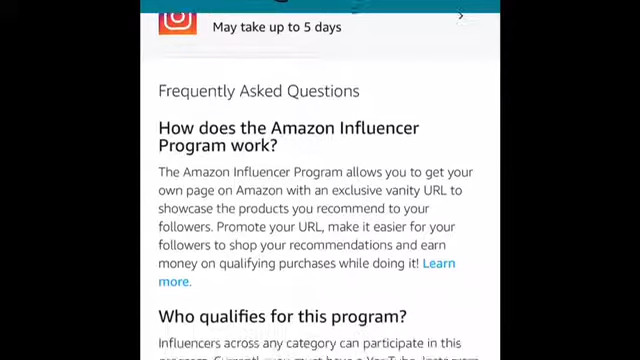 May take up to 5 days
Frequently Asked Questions
How does the Amazon Influencer
Program work?
The Amazon Influencer Program allows you to get your
own page on Amazon with an exclusive vanity URL to
showcase the products you recommend to your
followers. Promote your URL, make it easier for your
followers to shop your recommendations and earn
money on qualifying purchases while doing it! Learn
more.
Who qualifies for this program?
Influencers across any category can participate in this